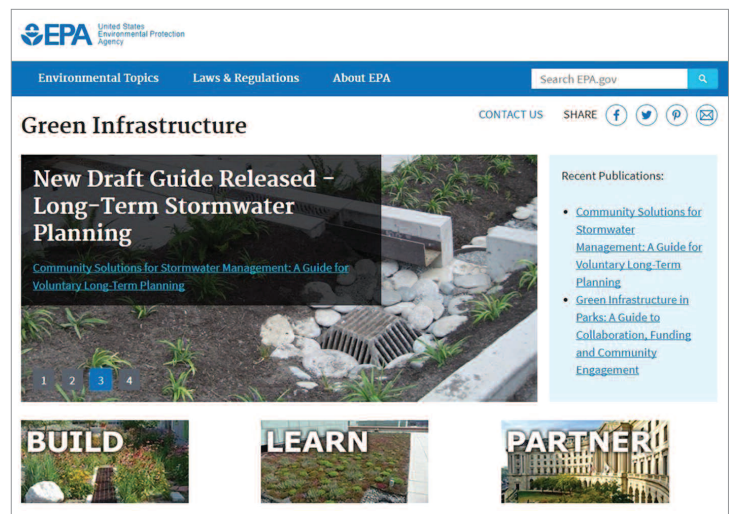 EPA
United States
Environmental Protection
Agency
Environmental Topics
Laws & Regulations
About EPA
Search EPA.gov
Green Infrastructure
CONTACT US
SHARE
New Draft Guide Released –
Long-Term Stormwater
Planning
Community Solutions for Stormwater Management: A Guide for
Voluntary Long-Term Planning
1 2 3 4
Recent Publications:
Community Solutions for
Stormwater
Management: A Guide for
Voluntary Long-Term
Planning
Green Infrastructure in
Parks: A Guide to
Collaboration, Funding
and Community
Engagement
BUILD
LEARN
PARTNER